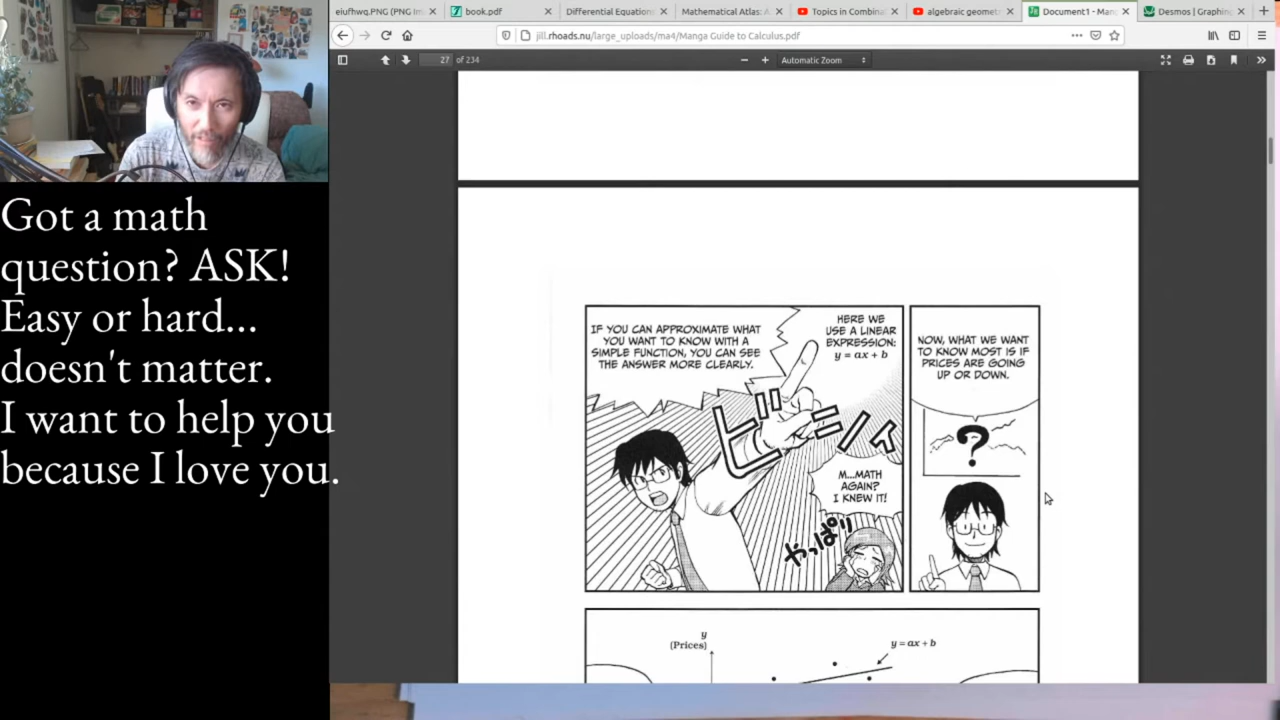 eiufhwq.PNG (PNG Im
book.pdf
Differential Equation
Mathematical Atlas: A
Topics in Combina
algebraic geomet
Document1 - Man
Desmos | Graphin
jill.rhoads.nu/large_uploads/ma4/Manga Guide to Calculus.pdf
27 of 234
Automatic Zoom
Got a math
question? ASK!
Easy or hard...
doesn't matter.
I want to help you
because I love you.
IF YOU CAN APPROXIMATE WHAT
YOU WANT TO KNOW WITH A
SIMPLE FUNCTION, YOU CAN SEE
THE ANSWER MORE CLEARLY.
HERE WE
USE A LINEAR
EXPRESSION:
y = ax + b
ビシィ
M...MATH
AGAIN?
I KNEW IT!
やっぱり
NOW, WHAT WE WANT
TO KNOW MOST IS IF
PRICES ARE GOING
UP OR DOWN.
?
y
(Prices)
y = ax + b